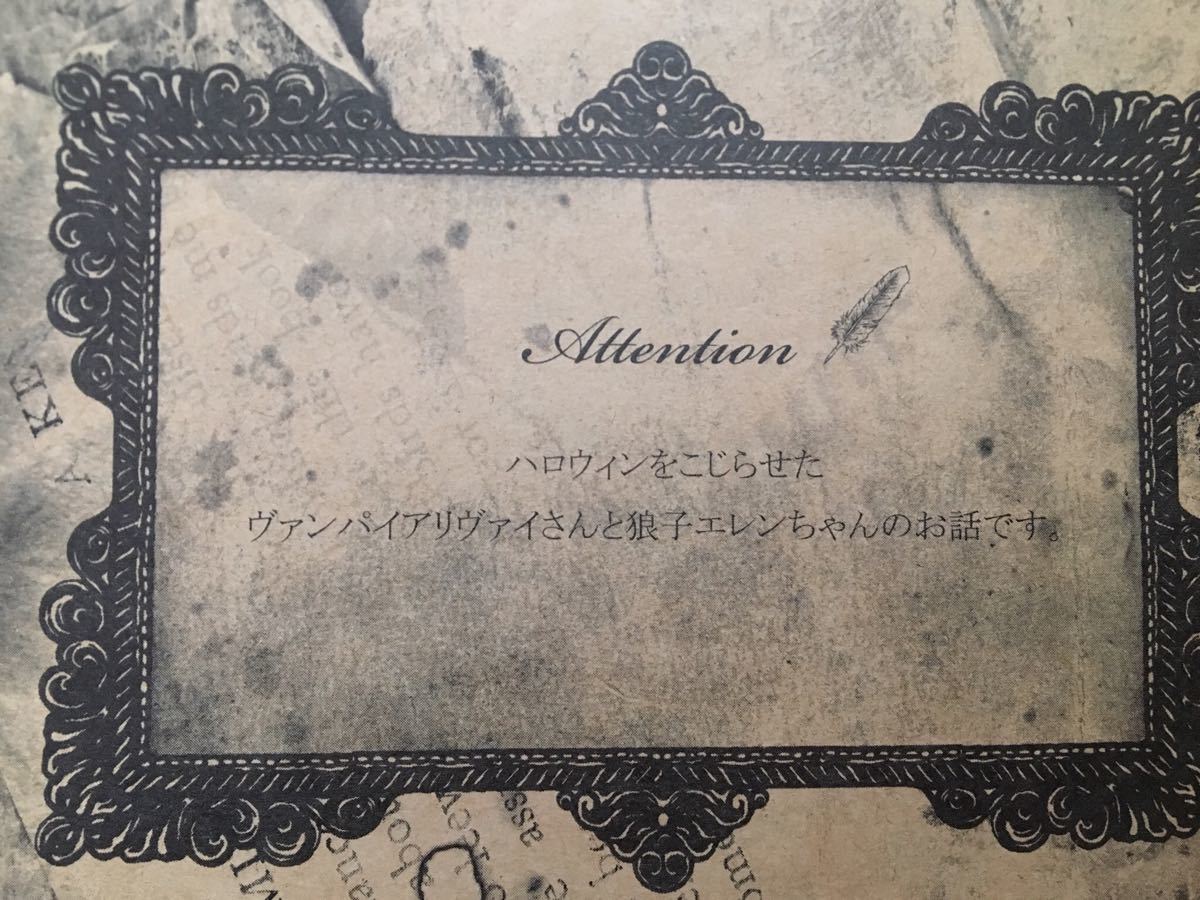 Attention
ハロウィンをこじらせた
ヴァンパイアリヴァイさんと狼子エレンちゃんのお話です。
KE
A